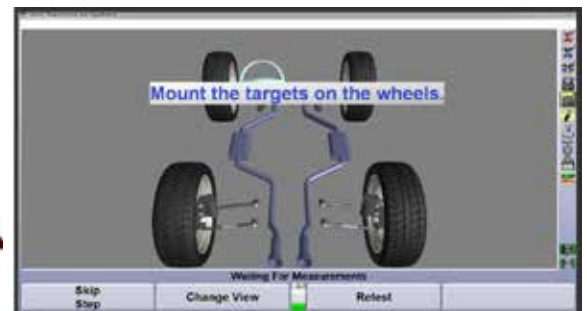 Mount the targets on the wheels.
Waiting For Measurements
Skip
Step
Change View
Retest